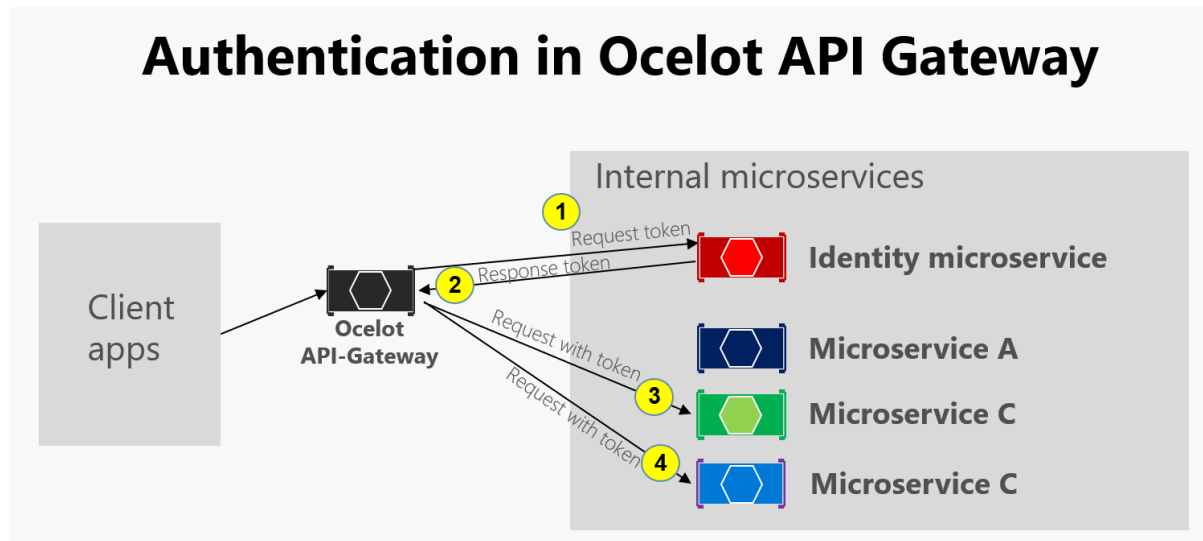 Authentication in Ocelot API Gateway
Internal microservices
1
Request token
Identity microservice
2
Response token
Client
apps
Ocelot
API-Gateway
Request with token
3
Request with token
4
Microservice A
Microservice C
Microservice C